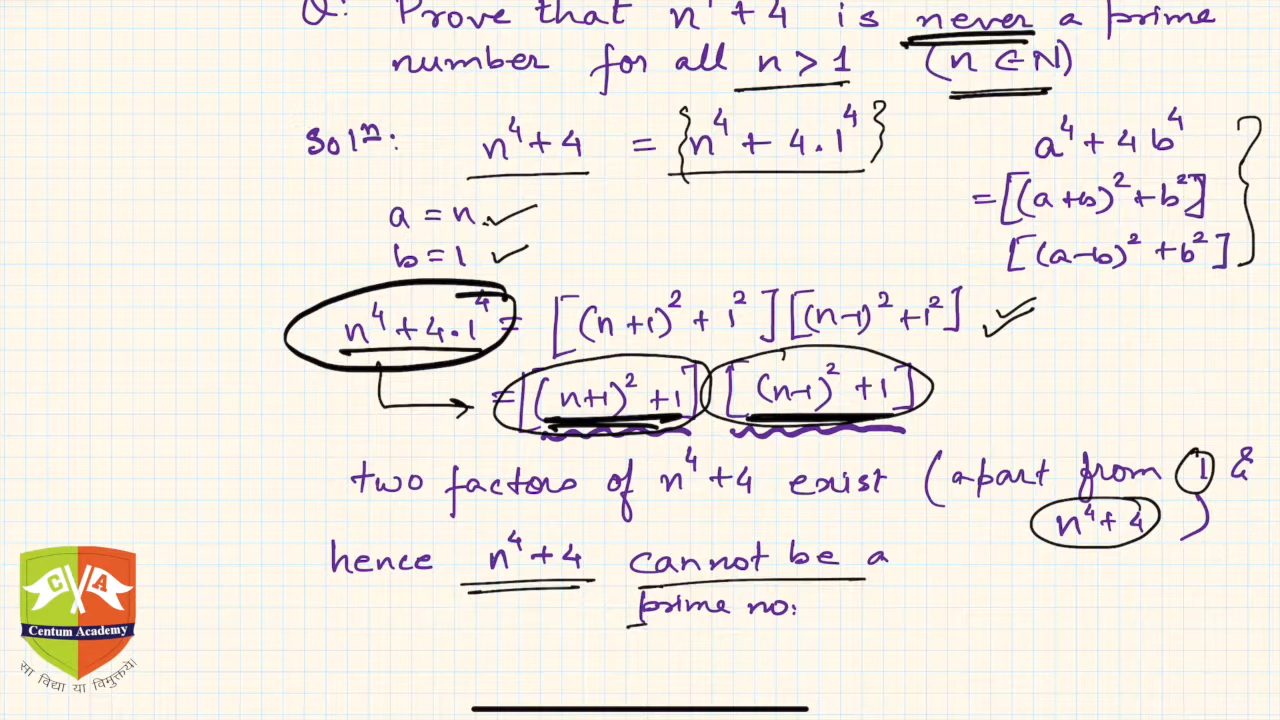 Q: Prove that n⁴ + 4 is never a prime
number for all n > 1 (n ∈ N)
Solⁿ: n⁴ + 4 = {n⁴ + 4 . 1⁴}
a = n
b = 1
a⁴ + 4b⁴
= [(a+b)² + b²]
[(a-b)² + b²]
n⁴ + 4 . 1⁴ = [(n+1)² + 1²][(n-1)² + 1²]
= [(n+1)² + 1] [(n-1)² + 1]
two factors of n⁴ + 4 exist (apart from 1 &
n⁴ + 4)
hence n⁴ + 4 cannot be a
prime no:
C A
Centum Academy
सा विद्या या विमुक्तये।